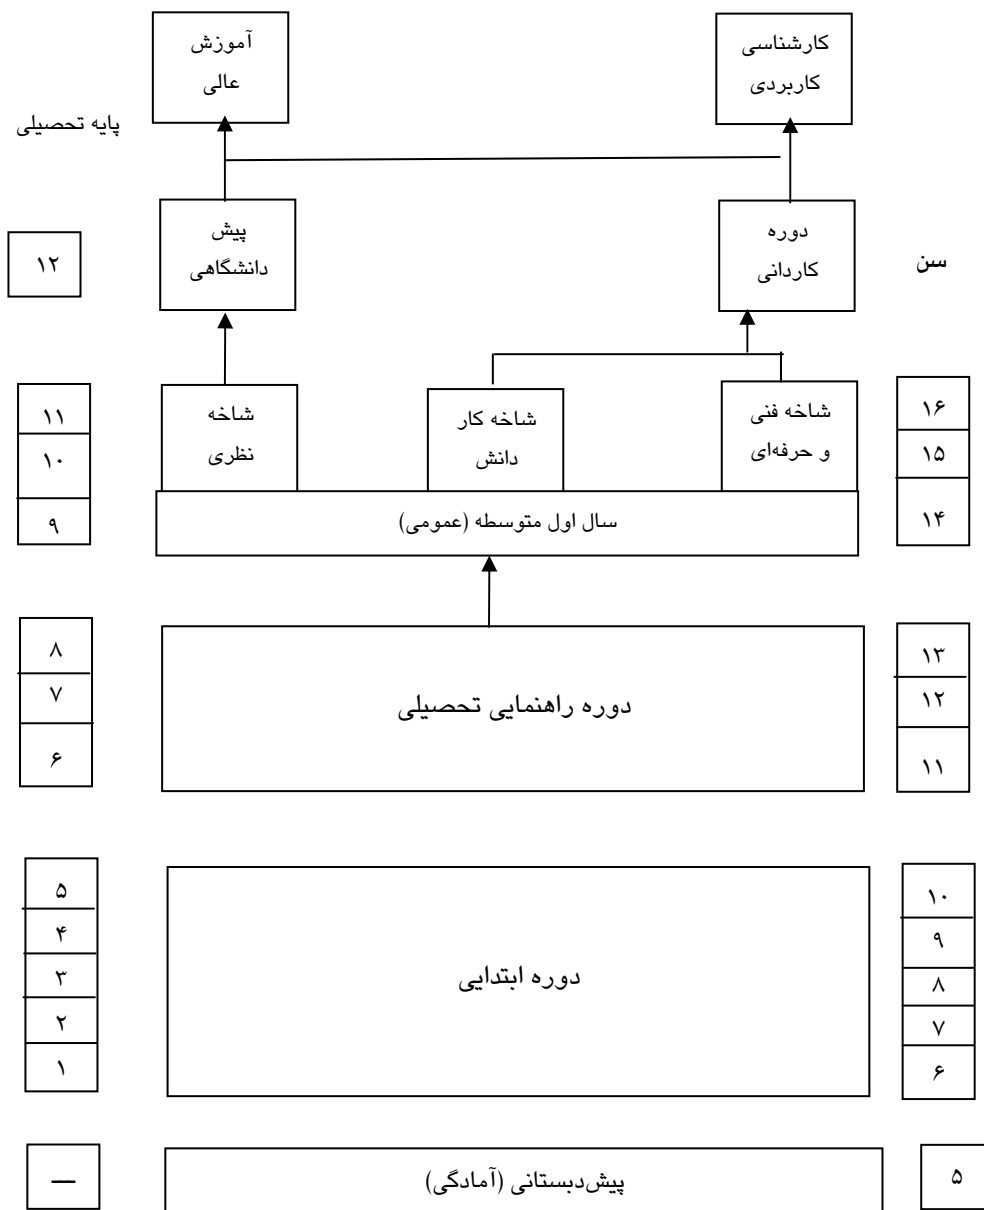 کارشناسی
کاربردی
آموزش
عالی
پایه تحصیلی
سن
دوره
کاردانی
پیش
دانشگاهی
۱۲
۱۶
۱۵
۱۴
شاخه فنی
و حرفه‌ای
شاخه کار
دانش
شاخه
نظری
۱۱
۱۰
۹
سال اول متوسطه (عمومی)
۱۳
۱۲
۱۱
دوره راهنمایی تحصیلی
۸
۷
۶
۱۰
۹
۸
۷
۶
دوره ابتدایی
۵
۴
۳
۲
۱
۵
پیش‌دبستانی (آمادگی)
—